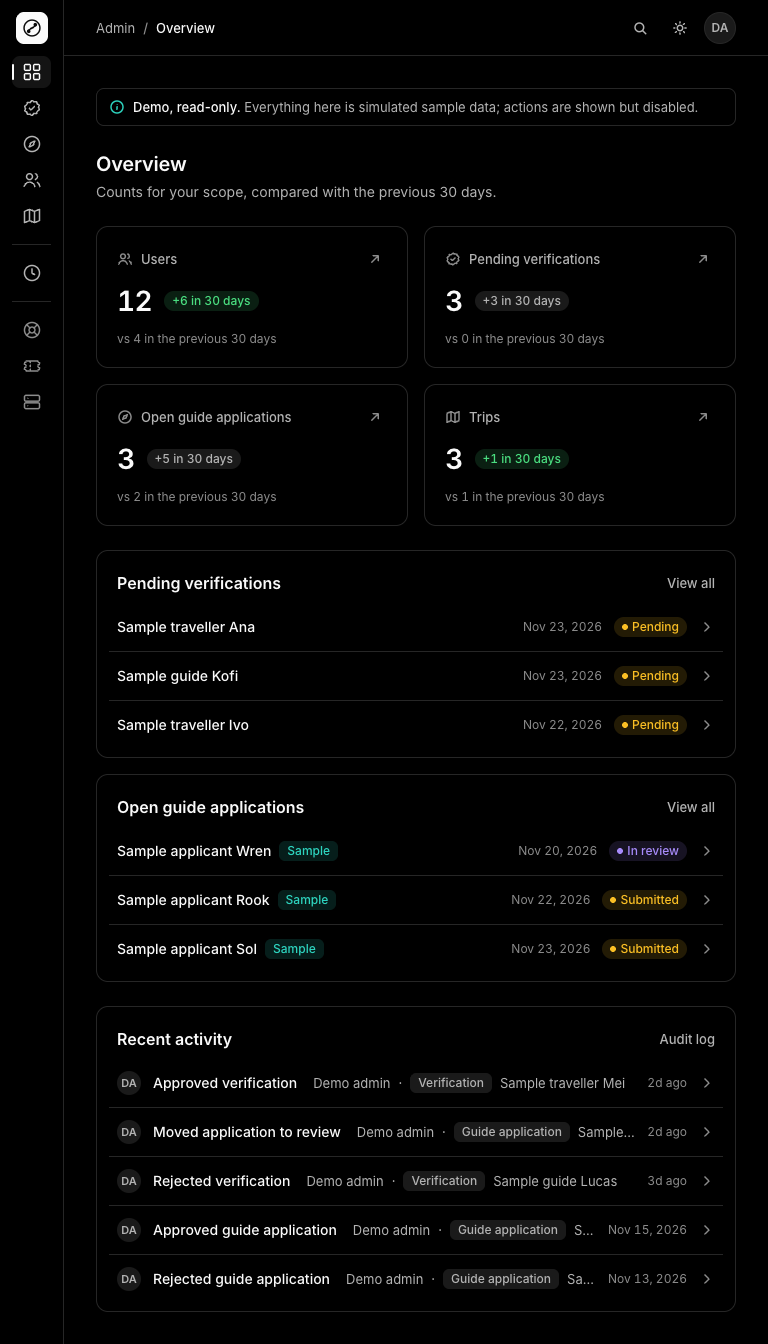 Admin / Overview
DA
Demo, read-only. Everything here is simulated sample data; actions are shown but disabled.
Overview
Counts for your scope, compared with the previous 30 days.
Users
12 +6 in 30 days
vs 4 in the previous 30 days
Pending verifications
3 +3 in 30 days
vs 0 in the previous 30 days
Open guide applications
3 +5 in 30 days
vs 2 in the previous 30 days
Trips
3 +1 in 30 days
vs 1 in the previous 30 days
Pending verifications View all
Sample traveller Ana Nov 23, 2026 Pending
Sample guide Kofi Nov 23, 2026 Pending
Sample traveller Ivo Nov 22, 2026 Pending
Open guide applications View all
Sample applicant Wren Sample Nov 20, 2026 In review
Sample applicant Rook Sample Nov 22, 2026 Submitted
Sample applicant Sol Sample Nov 23, 2026 Submitted
Recent activity Audit log
DA Approved verification Demo admin · Verification Sample traveller Mei 2d ago
DA Moved application to review Demo admin · Guide application Sample... 2d ago
DA Rejected verification Demo admin · Verification Sample guide Lucas 3d ago
DA Approved guide application Demo admin · Guide application S... Nov 15, 2026
DA Rejected guide application Demo admin · Guide application Sa... Nov 13, 2026